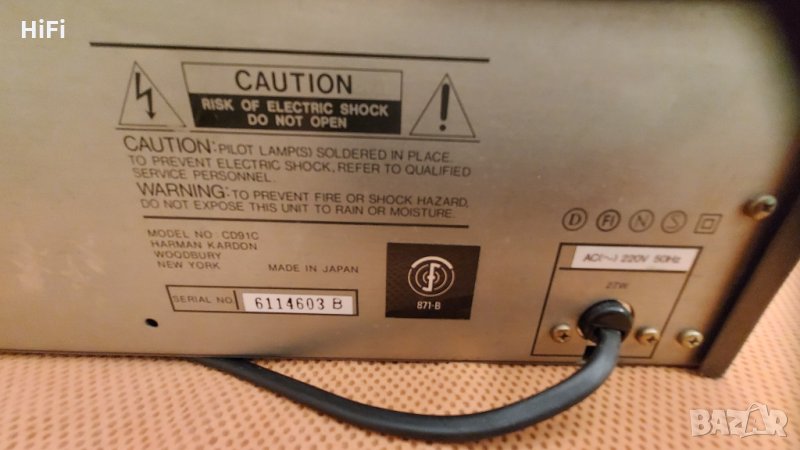 HiFi
CAUTION
RISK OF ELECTRIC SHOCK
DO NOT OPEN
CAUTION: PILOT LAMP(S) SOLDERED IN PLACE.
TO PREVENT ELECTRIC SHOCK, REFER TO QUALIFIED
SERVICE PERSONNEL.
WARNING: TO PREVENT FIRE OR SHOCK HAZARD,
DO NOT EXPOSE THIS UNIT TO RAIN OR MOISTURE.
MODEL NO. CD91C
HARMAN KARDON
WOODBURY
NEW YORK
MADE IN JAPAN
SERIAL NO. 6114603 B
871-B
D FI N S
AC(~) 220V 50Hz
27W
BAZAR